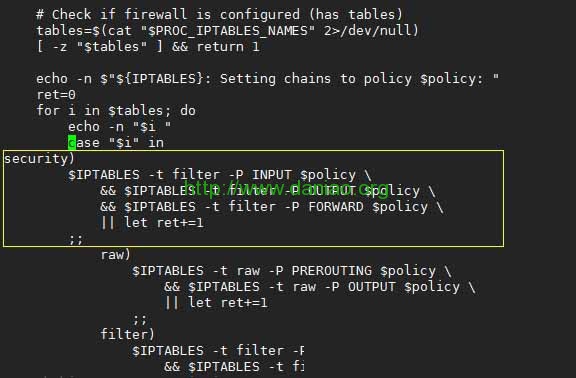 # Check if firewall is configured (has tables)
tables=$(cat "$PROC_IPTABLES_NAMES" 2>/dev/null)
[ -z "$tables" ] && return 1
echo -n $"${IPTABLES}: Setting chains to policy $policy: "
ret=0
for i in $tables; do
echo -n "$i "
case "$i" in
security)
$IPTABLES -t filter -P INPUT $policy \
&& $IPTABLES -t filter -P OUTPUT $policy \
http://www.daniao.org
&& $IPTABLES -t filter -P FORWARD $policy \
|| let ret+=1
;;
raw)
$IPTABLES -t raw -P PREROUTING $policy \
&& $IPTABLES -t raw -P OUTPUT $policy \
|| let ret+=1
;;
filter)
$IPTABLES -t filter -P
&& $IPTABLES -t fi